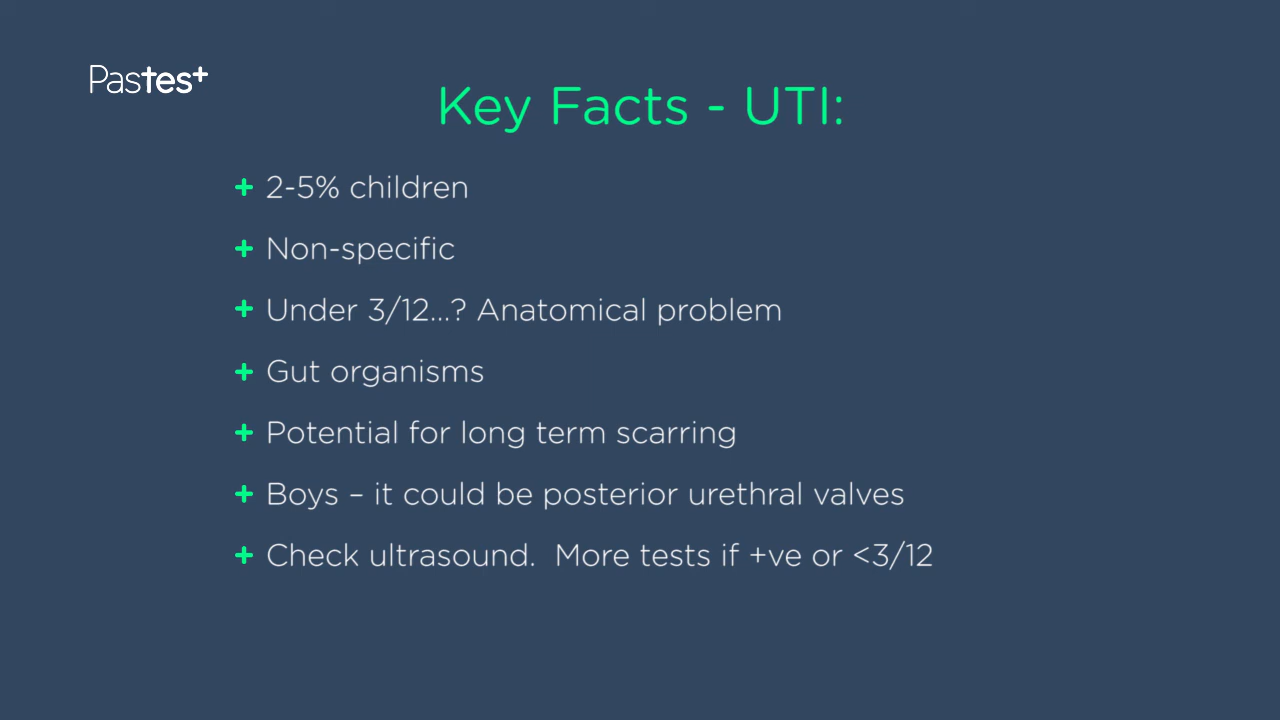 Pastest
Key Facts - UTI:
+ 2-5% children
+ Non-specific
+ Under 3/12...? Anatomical problem
+ Gut organisms
+ Potential for long term scarring
+ Boys – it could be posterior urethral valves
+ Check ultrasound.  More tests if +ve or <3/12